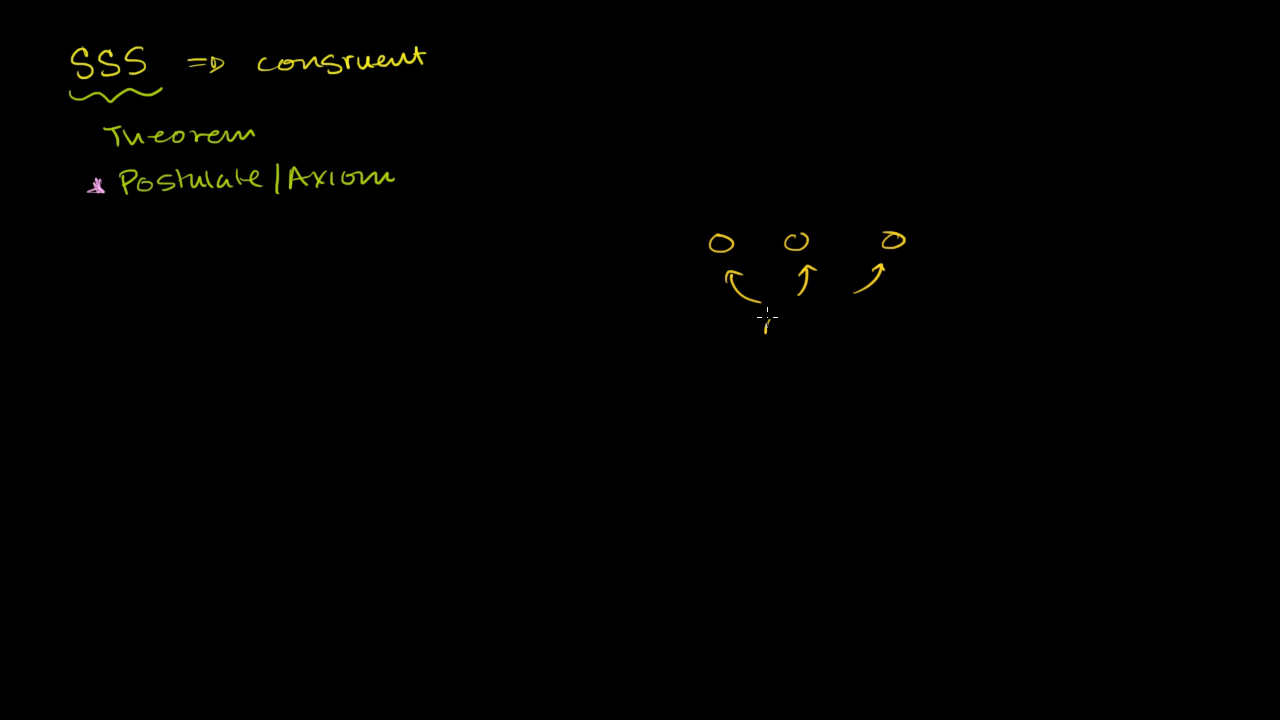 SSS ⇒ congruent
Theorem
* Postulate/Axiom